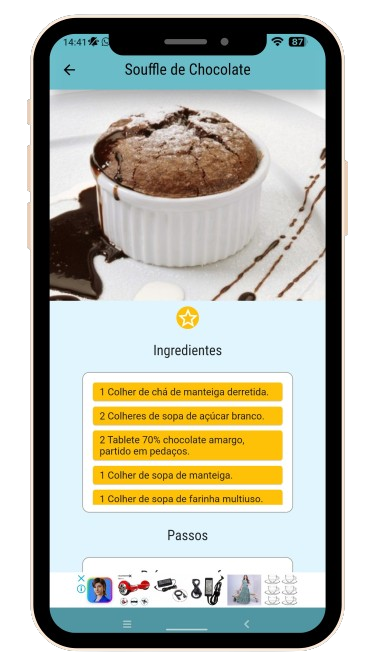 14:41
87
Souffle de Chocolate
Ingredientes
1 Colher de chá de manteiga derretida.
2 Colheres de sopa de açúcar branco.
2 Tablete 70% chocolate amargo,
partido em pedaços.
1 Colher de sopa de manteiga.
1 Colher de sopa de farinha multiuso.
Passos